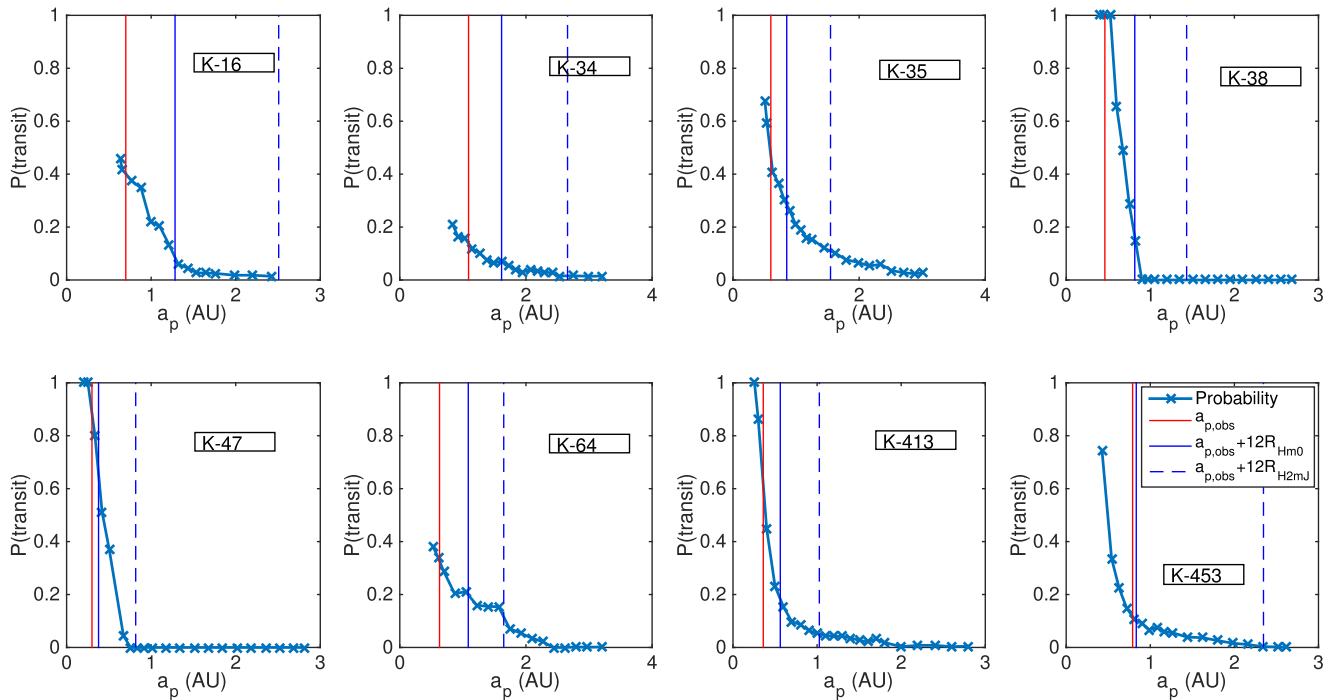 1
0.8
0.6
0.4
0.2
0
P(transit)
K-16
0 1 2 3
a_p (AU)
1
0.8
0.6
0.4
0.2
0
P(transit)
K-34
0 2 4
a_p (AU)
1
0.8
0.6
0.4
0.2
0
P(transit)
K-35
0 2 4
a_p (AU)
1
0.8
0.6
0.4
0.2
0
P(transit)
K-38
0 1 2 3
a_p (AU)
1
0.8
0.6
0.4
0.2
0
P(transit)
K-47
0 1 2 3
a_p (AU)
1
0.8
0.6
0.4
0.2
0
P(transit)
K-64
0 2 4
a_p (AU)
1
0.8
0.6
0.4
0.2
0
P(transit)
K-413
0 1 2 3
a_p (AU)
1
0.8
0.6
0.4
0.2
0
P(transit)
Probability
a_p,obs
a_p,obs+12R_Hm0
a_p,obs+12R_H2mJ
K-453
0 1 2 3
a_p (AU)